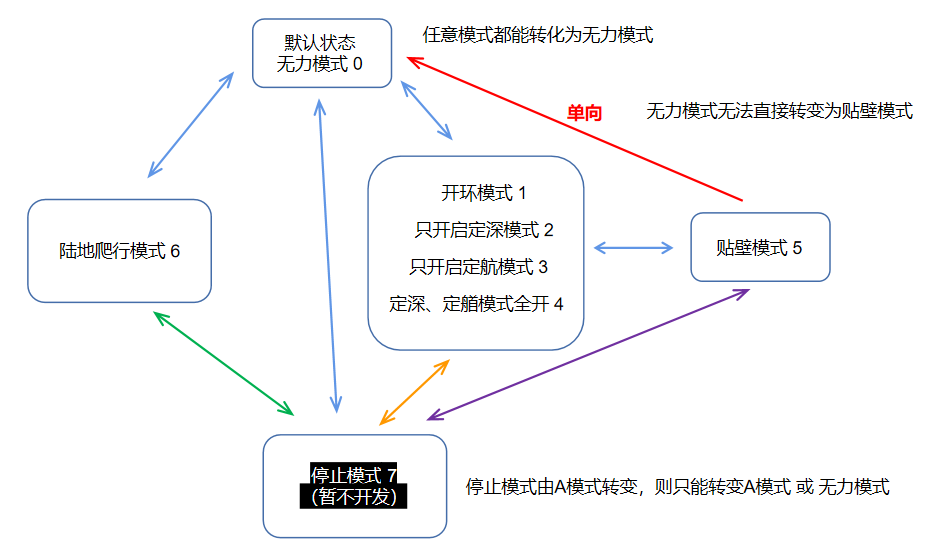 默认状态
无力模式 0
任意模式都能转化为无力模式
单向
无力模式无法直接转变为贴壁模式
开环模式 1
只开启定深模式 2
只开启定航模式 3
定深、定艏模式全开 4
陆地爬行模式 6
贴壁模式 5
停止模式 7
（暂不开发）
停止模式由A模式转变，则只能转变A模式 或 无力模式